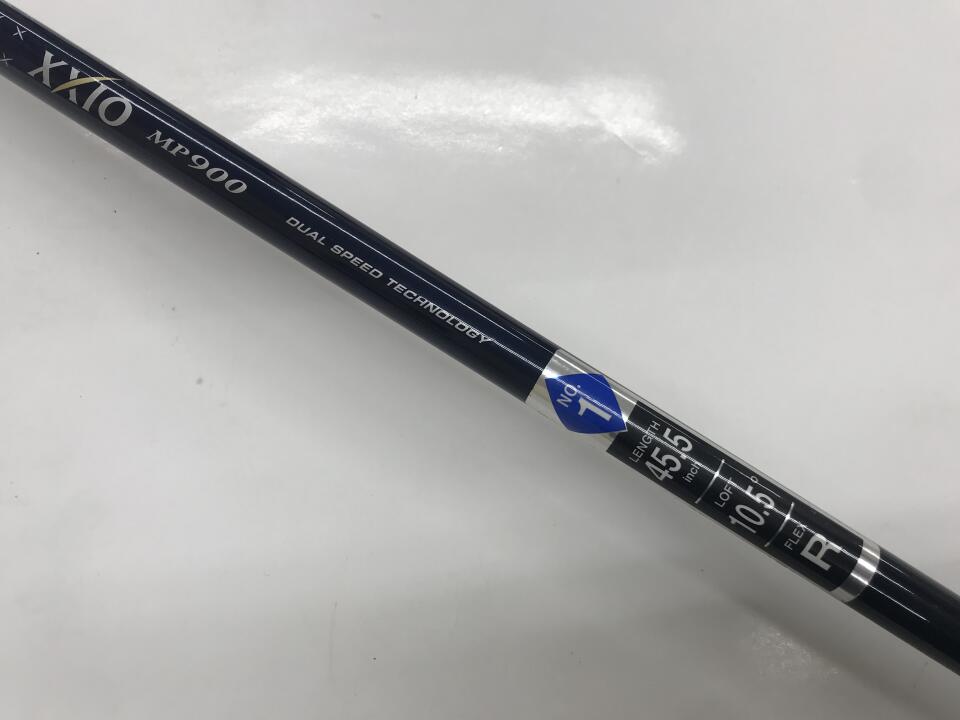 XXIO
MP900
DUAL SPEED TECHNOLOGY
NO.
1
LENGTH
45.5
inch
LOFT
10.5°
FLEX
R